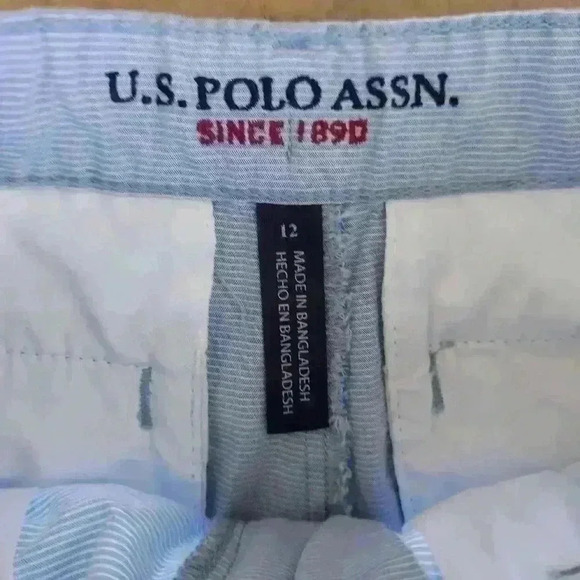 U.S. POLO ASSN.
SINCE 1890
12
MADE IN BANGLADESH
HECHO EN BANGLADESH